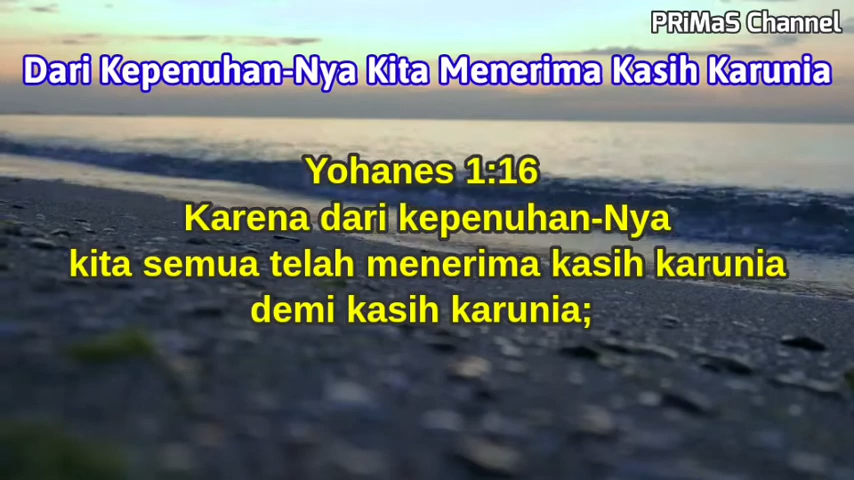 PRiMaS Channel
Dari Kepenuhan-Nya Kita Menerima Kasih Karunia
Yohanes 1:16
Karena dari kepenuhan-Nya
kita semua telah menerima kasih karunia
demi kasih karunia;